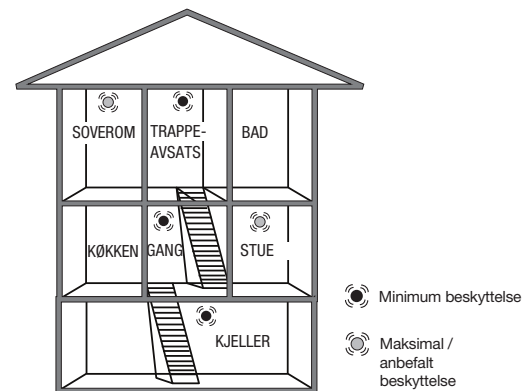 SOVEROM
TRAPPE-
AVSATS
BAD
KØKKEN
GANG
STUE
KJELLER
Minimum beskyttelse
Maksimal /
anbefalt
beskyttelse